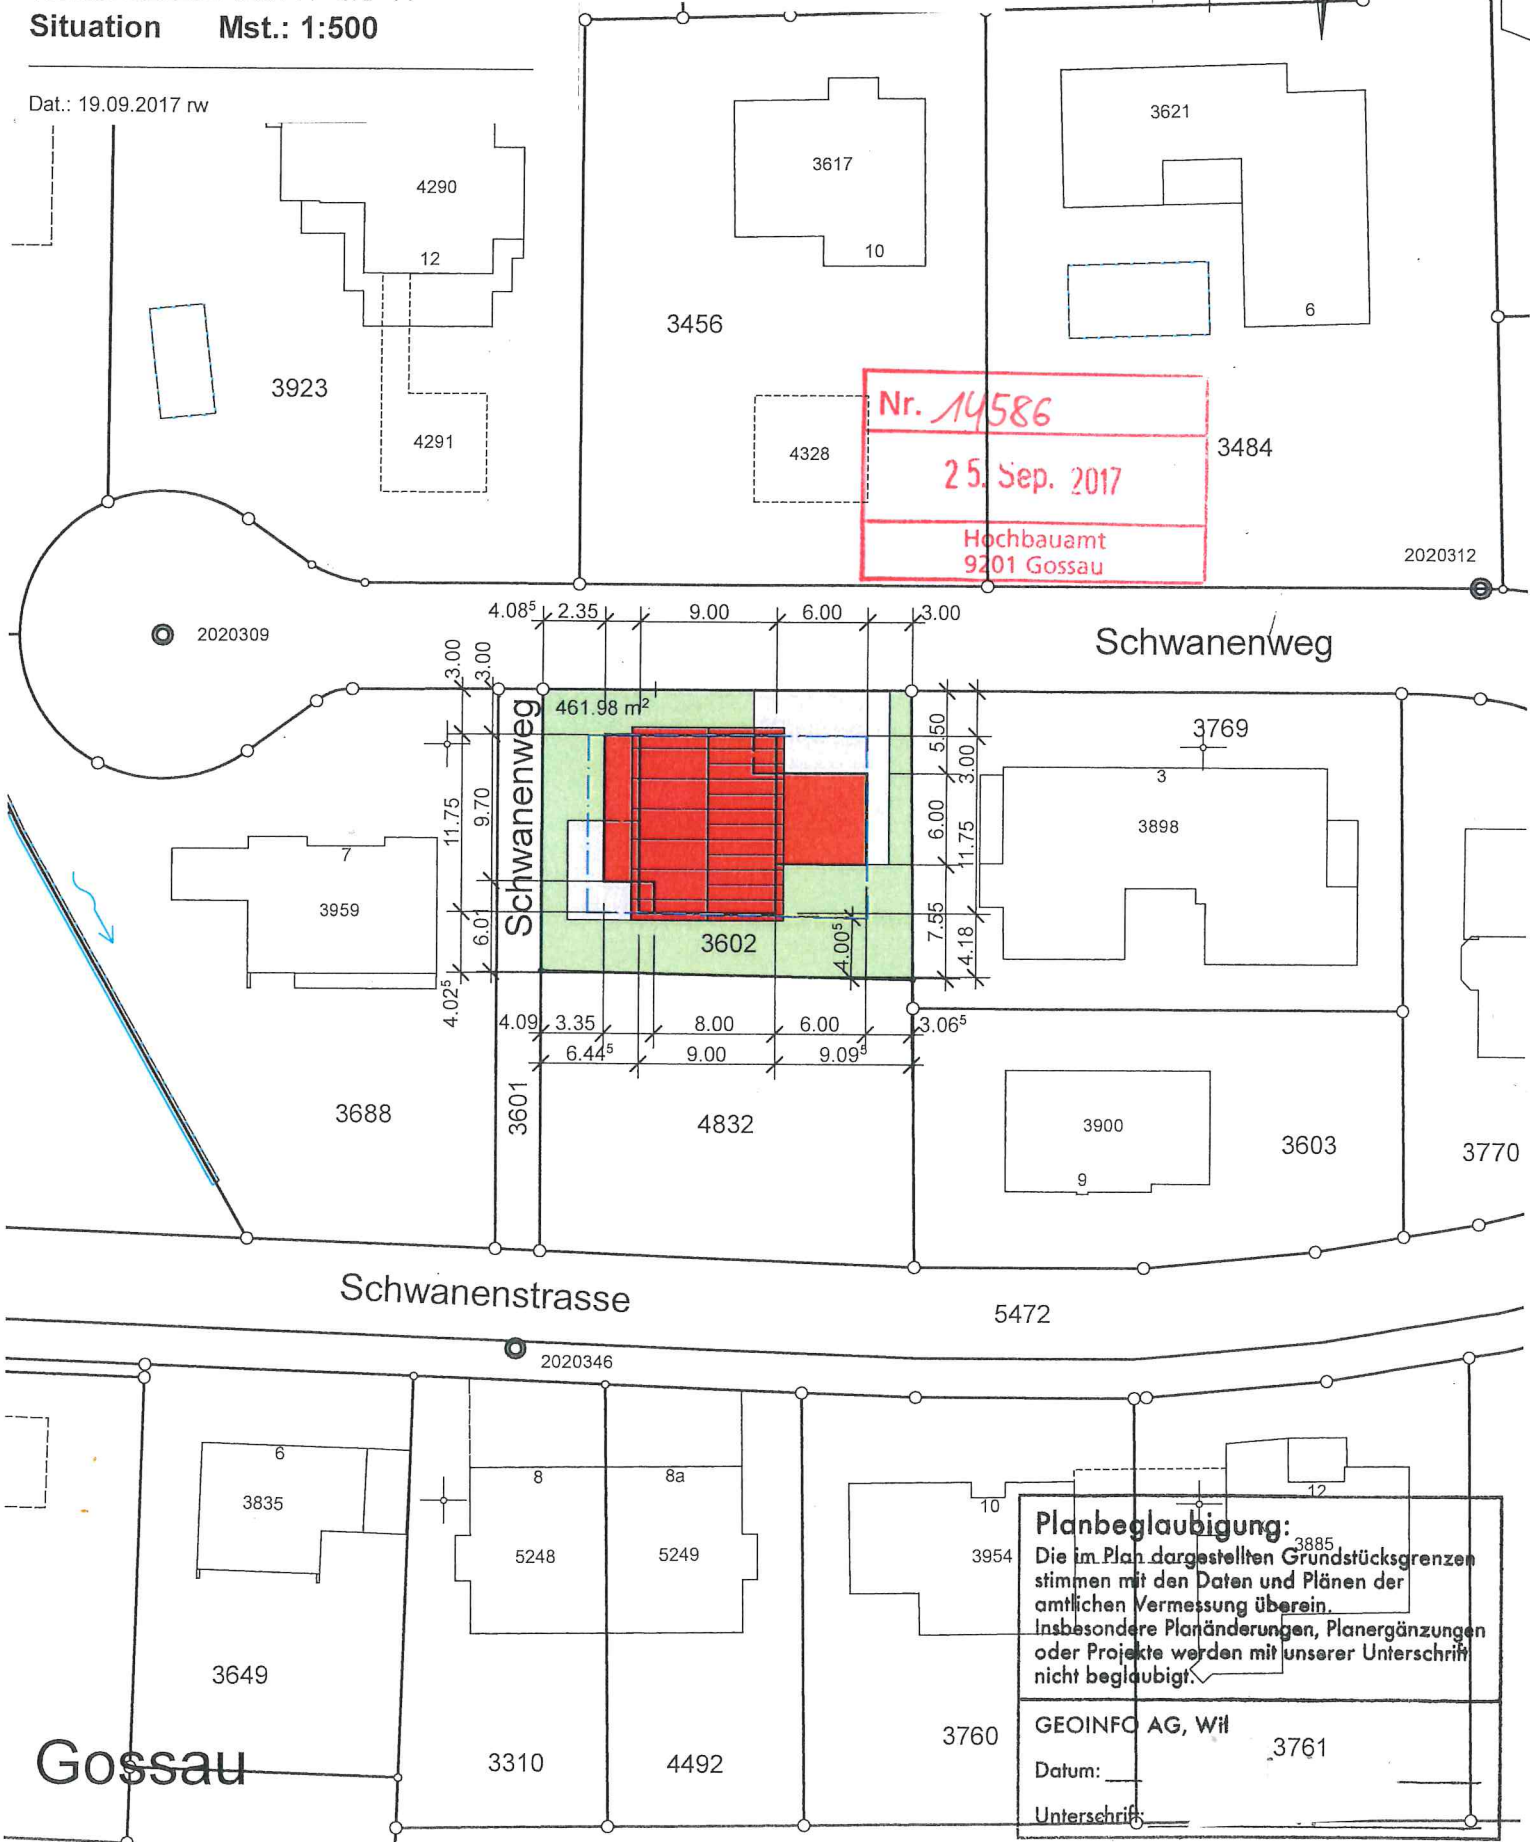 Situation Mst.: 1:500
Dat.: 19.09.2017 rw
4290
12
3923
4291
3617
10
3456
4328
3621
6
3484
Nr. 14586
25. Sep. 2017
Hochbauamt
9201 Gossau
2020312
2020309
Schwanenweg
4.08⁵ 2.35 9.00 6.00 3.00
3.00
3.00
461.98 m²
Schwanenweg
11.75
9.70
6.01
4.02⁵
5.50
3.00
6.00
11.75
7.55
4.18
4.00⁵
3602
3769
3
3898
7
3959
4.09 3.35 8.00 6.00 3.06⁵
6.44⁵ 9.00 9.09⁵
3688
3601
4832
3900
9
3603
3770
Schwanenstrasse
5472
2020346
6
3835
8
8a
5248
5249
10
3954
12
3885
3649
3310
4492
3760
3761
Gossau
Planbeglaubigung:
Die im Plan dargestellten Grundstücksgrenzen
stimmen mit den Daten und Plänen der
amtlichen Vermessung überein.
Insbesondere Planänderungen, Planergänzungen
oder Projekte werden mit unserer Unterschrift
nicht beglaubigt.
GEOINFO AG, Wil
Datum:
Unterschrift: